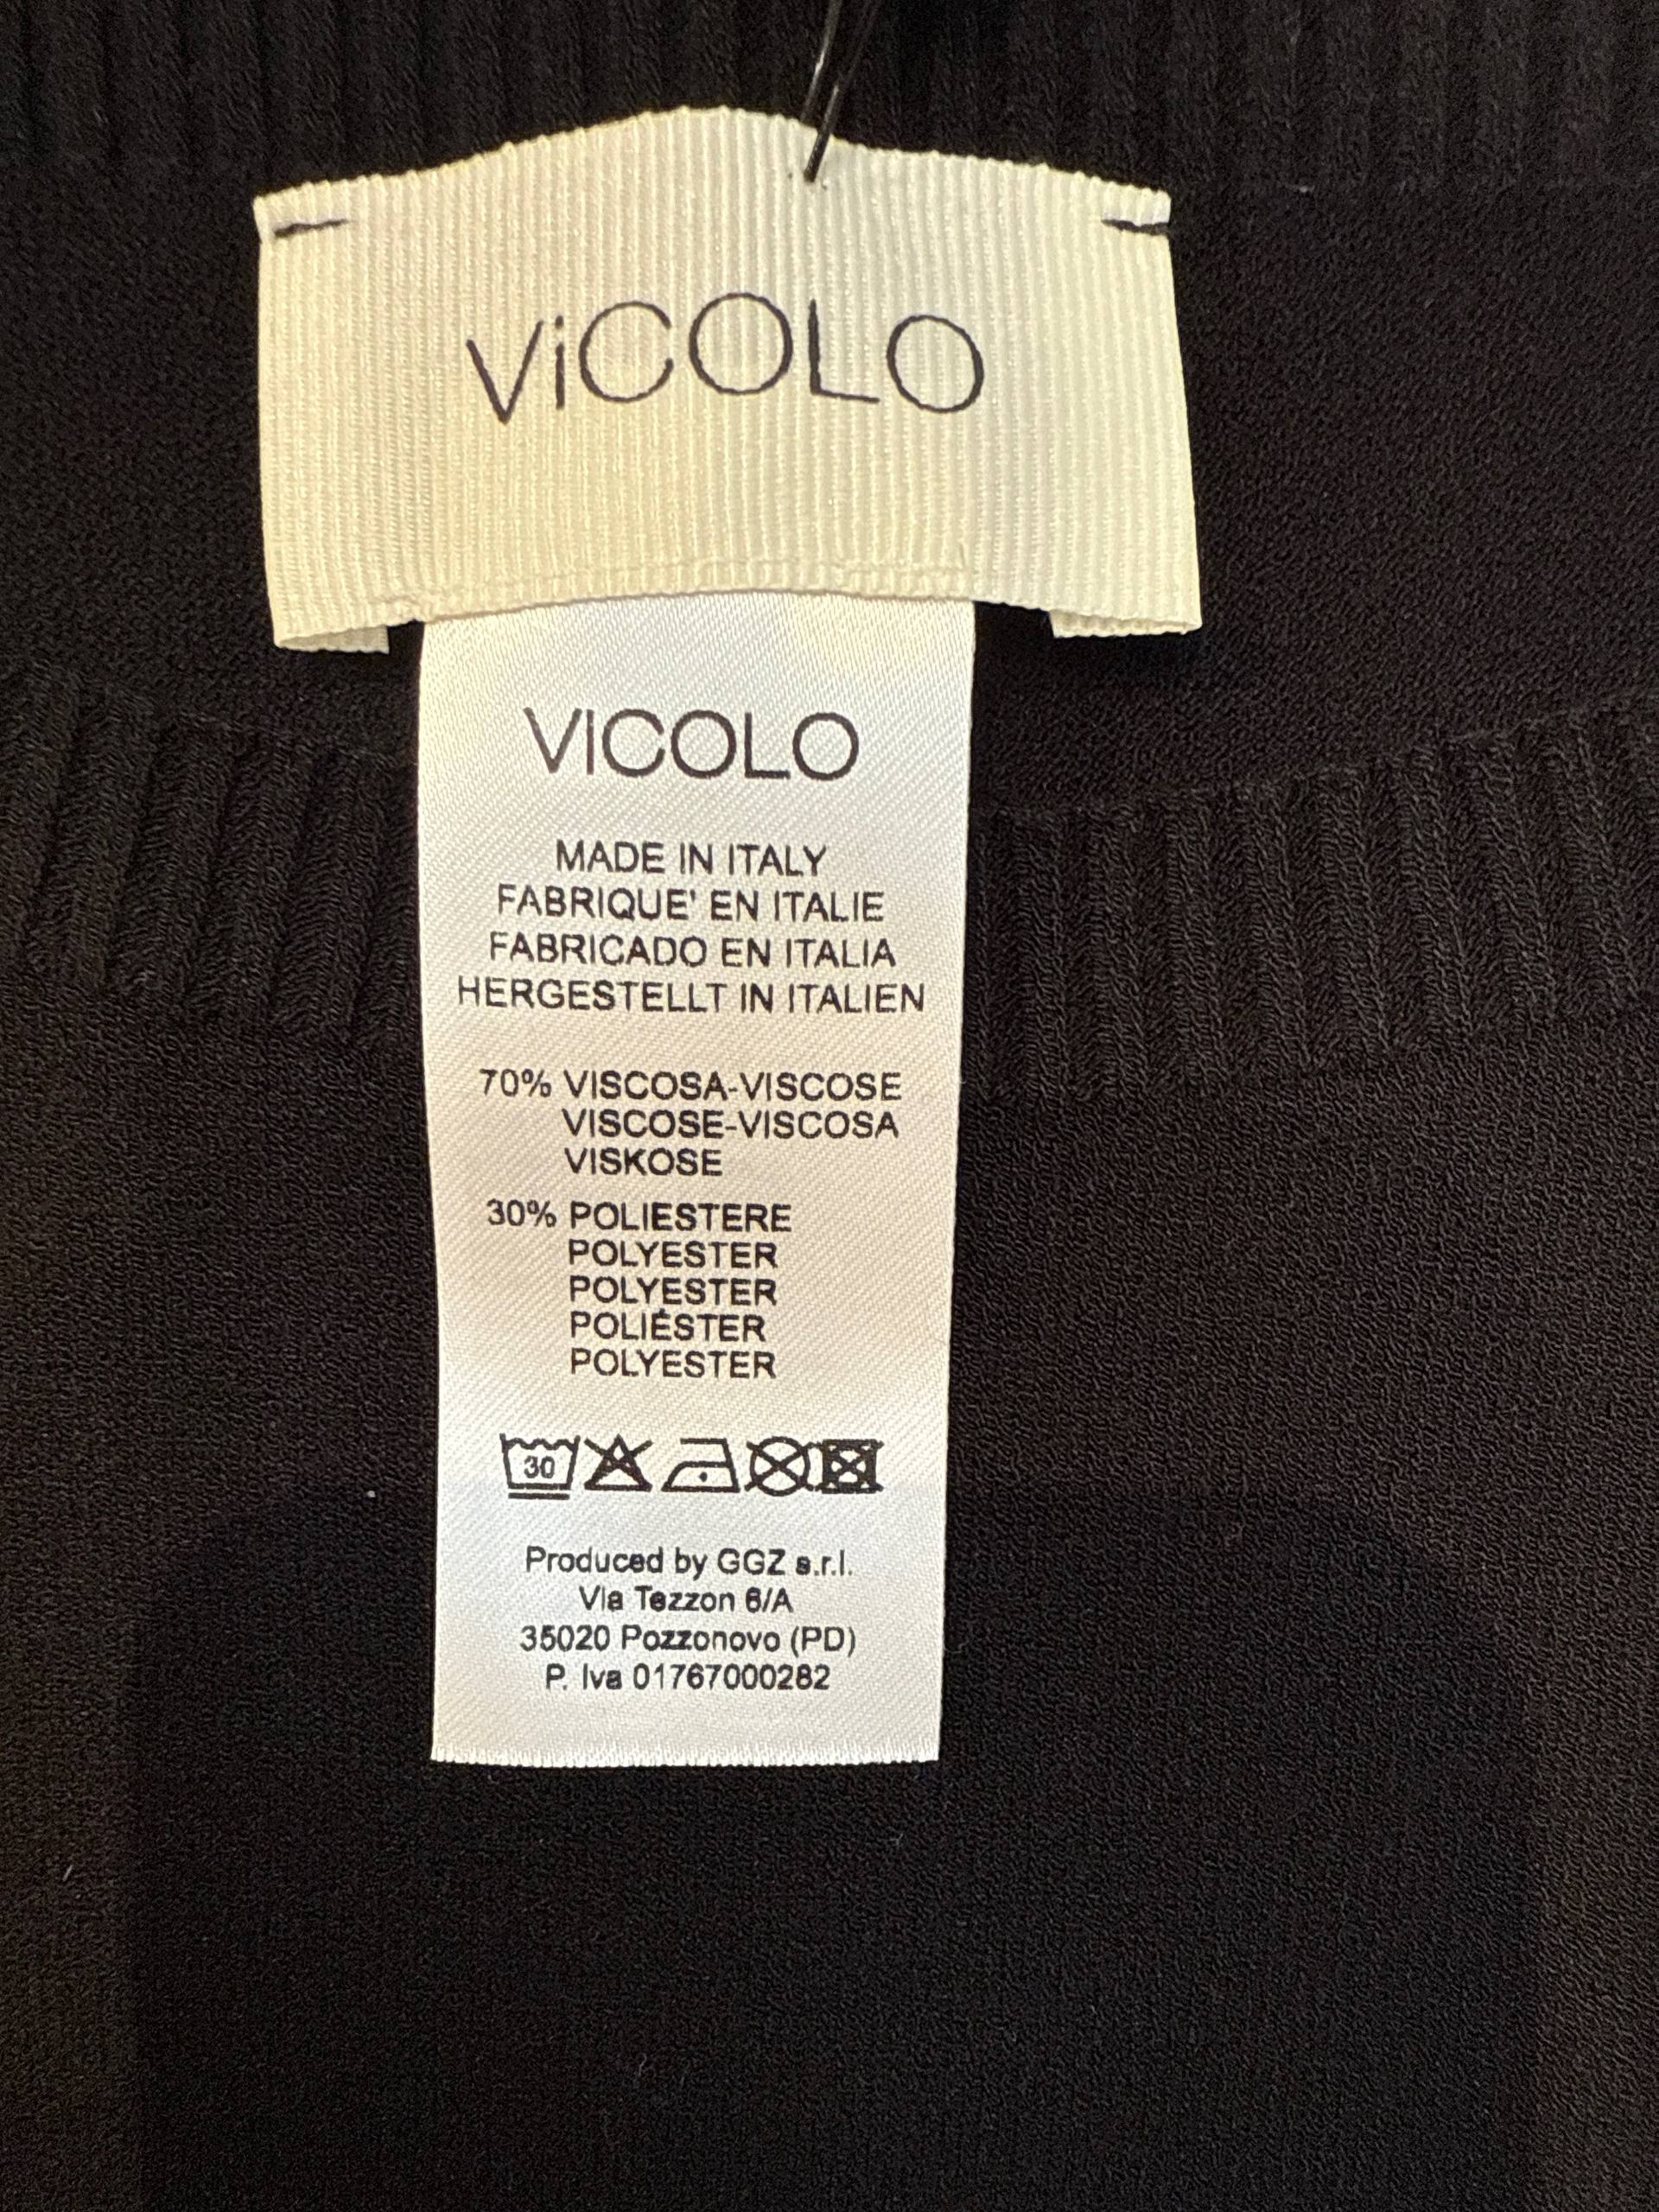 ViCOLO
VICOLO
MADE IN ITALY
FABRIQUE' EN ITALIE
FABRICADO EN ITALIA
HERGESTELLT IN ITALIEN
70% VISCOSA-VISCOSE
VISCOSE-VISCOSA
VISKOSE
30% POLIESTERE
POLYESTER
POLYESTER
POLIÉSTER
POLYESTER
30
Produced by GGZ s.r.l.
Via Tezzon 6/A
35020 Pozzonovo (PD)
P. Iva 01767000282